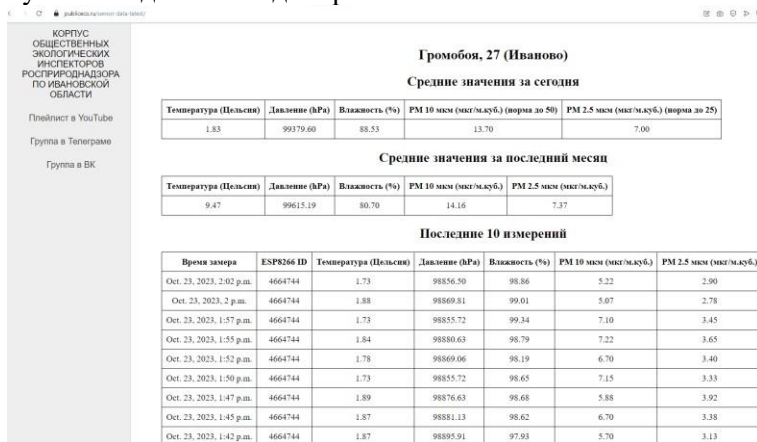 publiceco.ru/sensor-data-latest/
КОРПУС
ОБЩЕСТВЕННЫХ
ЭКОЛОГИЧЕСКИХ
ИНСПЕКТОРОВ
РОСПРИРОДНАДЗОРА
ПО ИВАНОВСКОЙ
ОБЛАСТИ
Плейлист в YouTube
Группа в Телеграме
Группа в ВК
Громобоя, 27 (Иваново)
Средние значения за сегодня
Температура (Цельсия) Давление (hPa) Влажность (%) PM 10 мкм (мкг/м.куб.) (норма до 50) PM 2.5 мкм (мкг/м.куб.) (норма до 25)
1.83 99379.60 88.53 13.70 7.00
Средние значения за последний месяц
Температура (Цельсия) Давление (hPa) Влажность (%) PM 10 мкм (мкг/м.куб.) PM 2.5 мкм (мкг/м.куб.)
9.47 99615.19 80.70 14.16 7.37
Последние 10 измерений
Время замера ESP8266 ID Температура (Цельсия) Давление (hPa) Влажность (%) PM 10 мкм (мкг/м.куб.) PM 2.5 мкм (мкг/м.куб.)
Oct. 23, 2023, 2:02 p.m. 4664744 1.73 98856.50 98.86 5.22 2.90
Oct. 23, 2023, 2 p.m. 4664744 1.88 98869.81 99.01 5.07 2.78
Oct. 23, 2023, 1:57 p.m. 4664744 1.73 98855.72 99.34 7.10 3.45
Oct. 23, 2023, 1:55 p.m. 4664744 1.84 98880.63 98.79 7.22 3.65
Oct. 23, 2023, 1:52 p.m. 4664744 1.78 98869.06 98.19 6.70 3.40
Oct. 23, 2023, 1:50 p.m. 4664744 1.73 98855.72 98.65 7.15 3.33
Oct. 23, 2023, 1:47 p.m. 4664744 1.89 98876.63 98.68 5.88 3.92
Oct. 23, 2023, 1:45 p.m. 4664744 1.87 98881.13 98.62 6.70 3.38
Oct. 23, 2023, 1:42 p.m. 4664744 1.87 98895.91 97.93 5.70 3.13